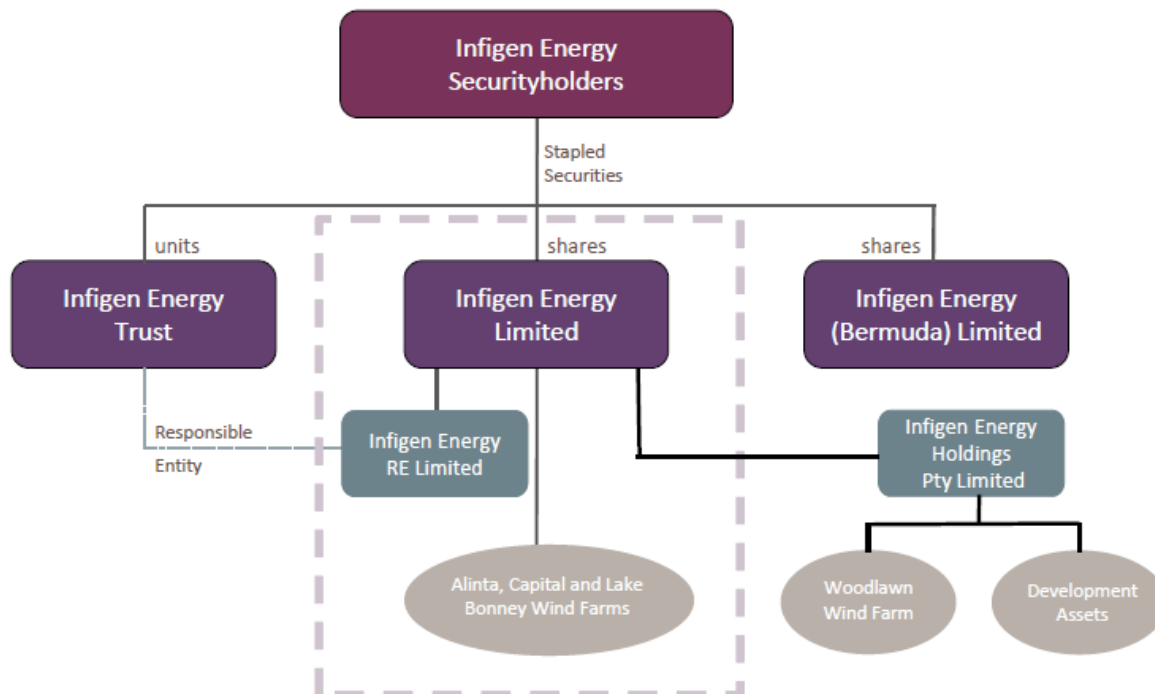 Infigen Energy
Securityholders
Stapled
Securities
units
shares
shares
Infigen Energy
Trust
Infigen Energy
Limited
Infigen Energy
(Bermuda) Limited
Responsible
Entity
Infigen Energy
RE Limited
Infigen Energy
Holdings
Pty Limited
Alinta, Capital and Lake
Bonney Wind Farms
Woodlawn
Wind Farm
Development
Assets